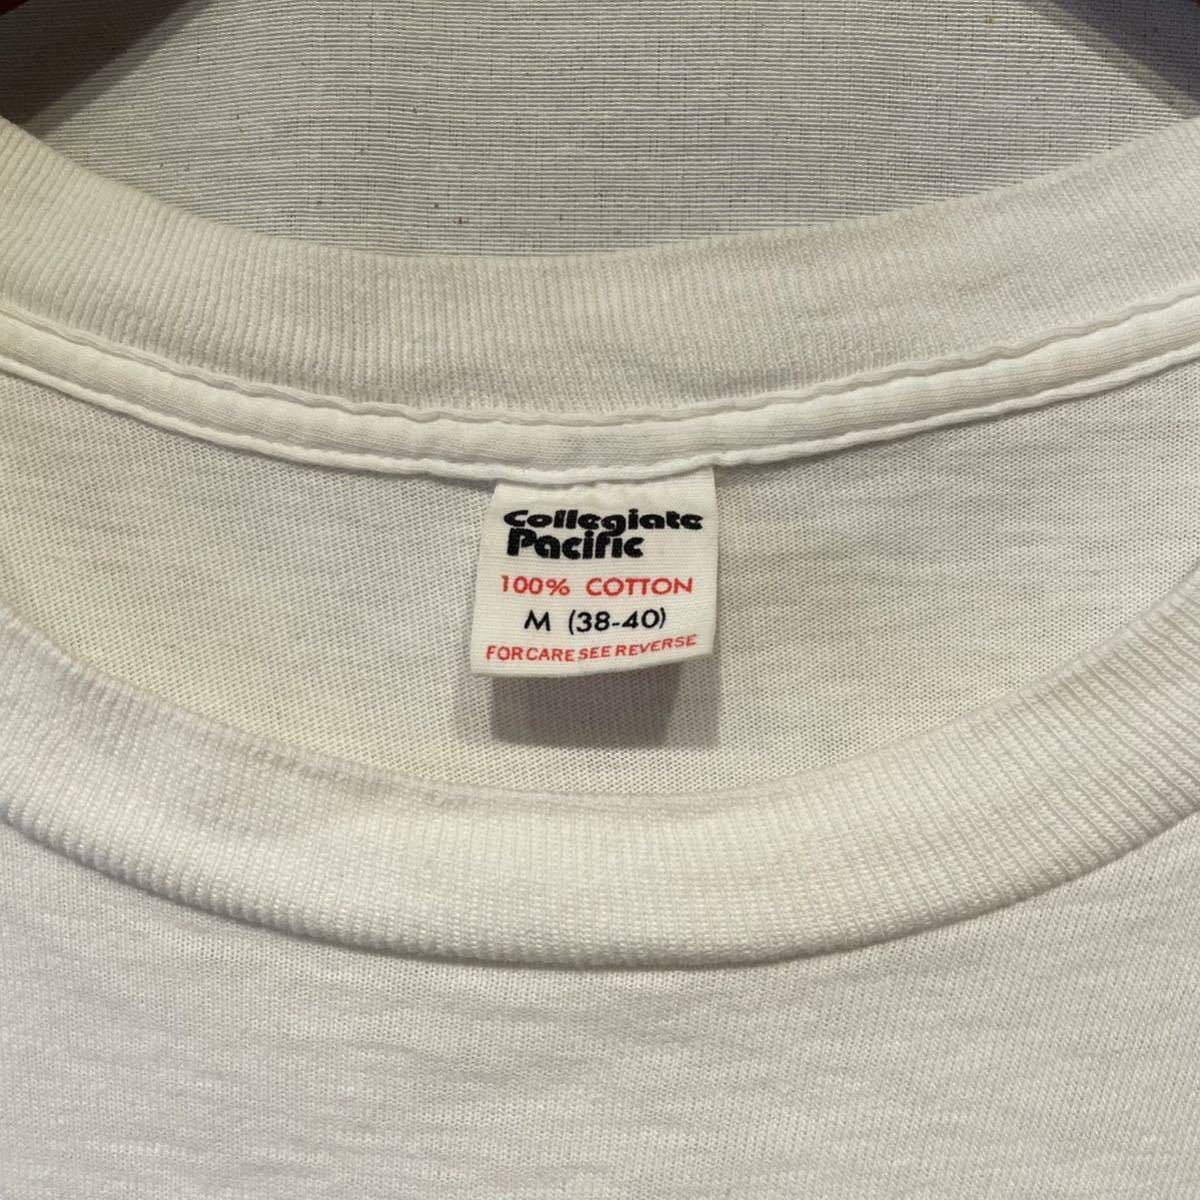 Collegiate
Pacific
100% COTTON
M (38-40)
FOR CARE SEE REVERSE